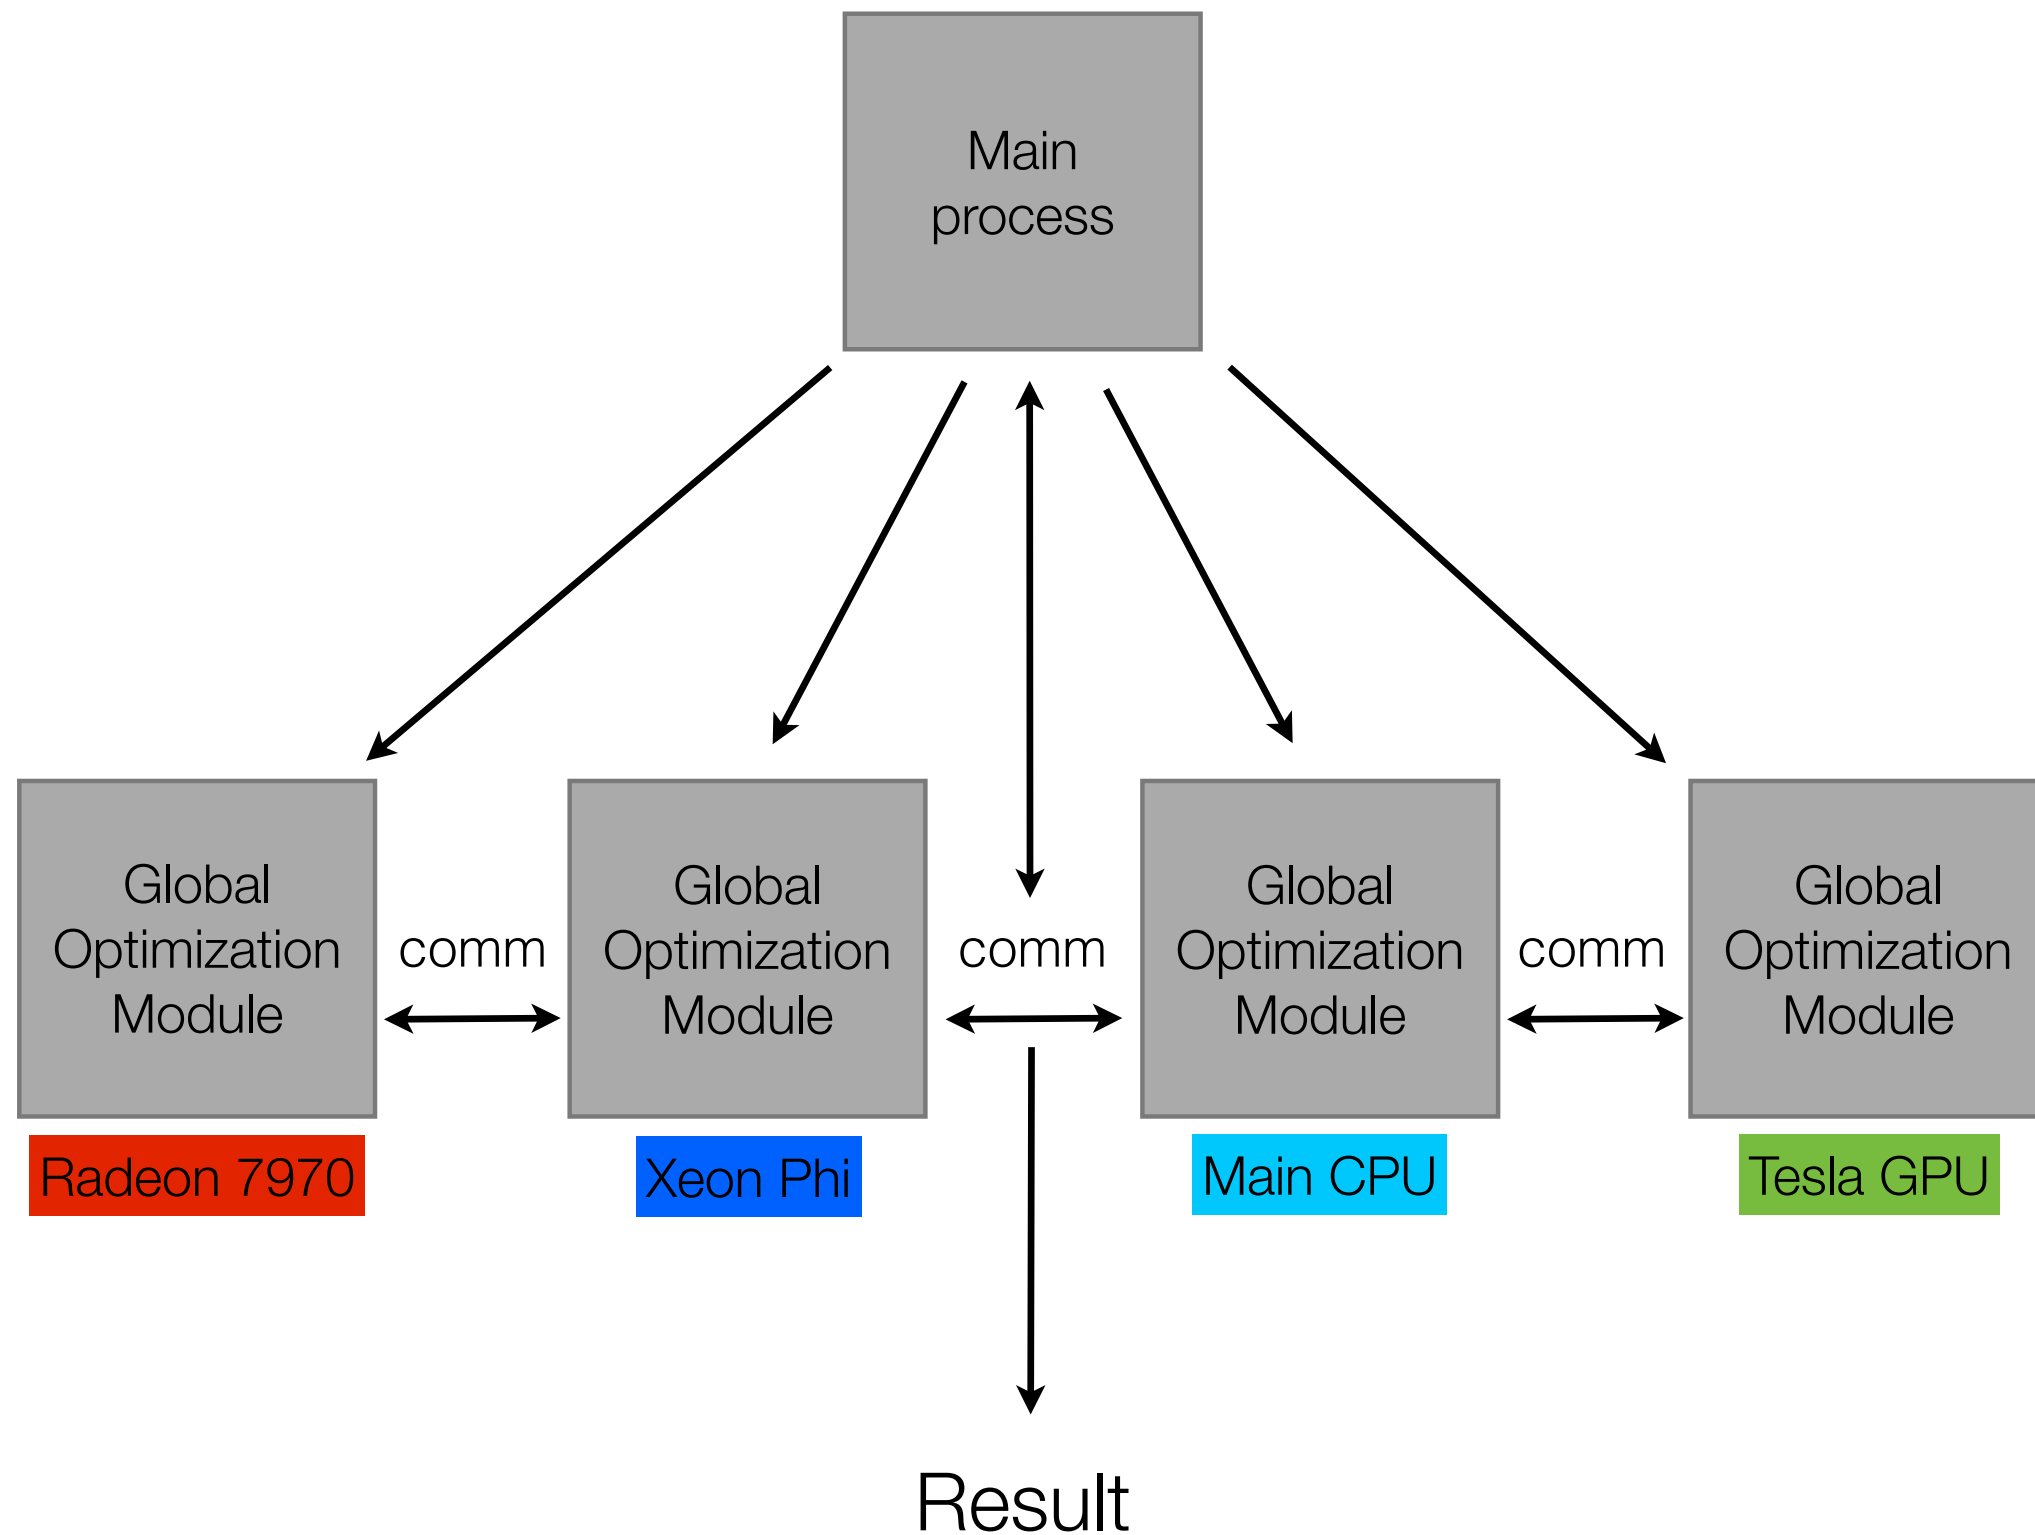 Main
process
Global
Optimization
Module
comm
Global
Optimization
Module
comm
Global
Optimization
Module
comm
Global
Optimization
Module
Radeon 7970
Xeon Phi
Main CPU
Tesla GPU
Result